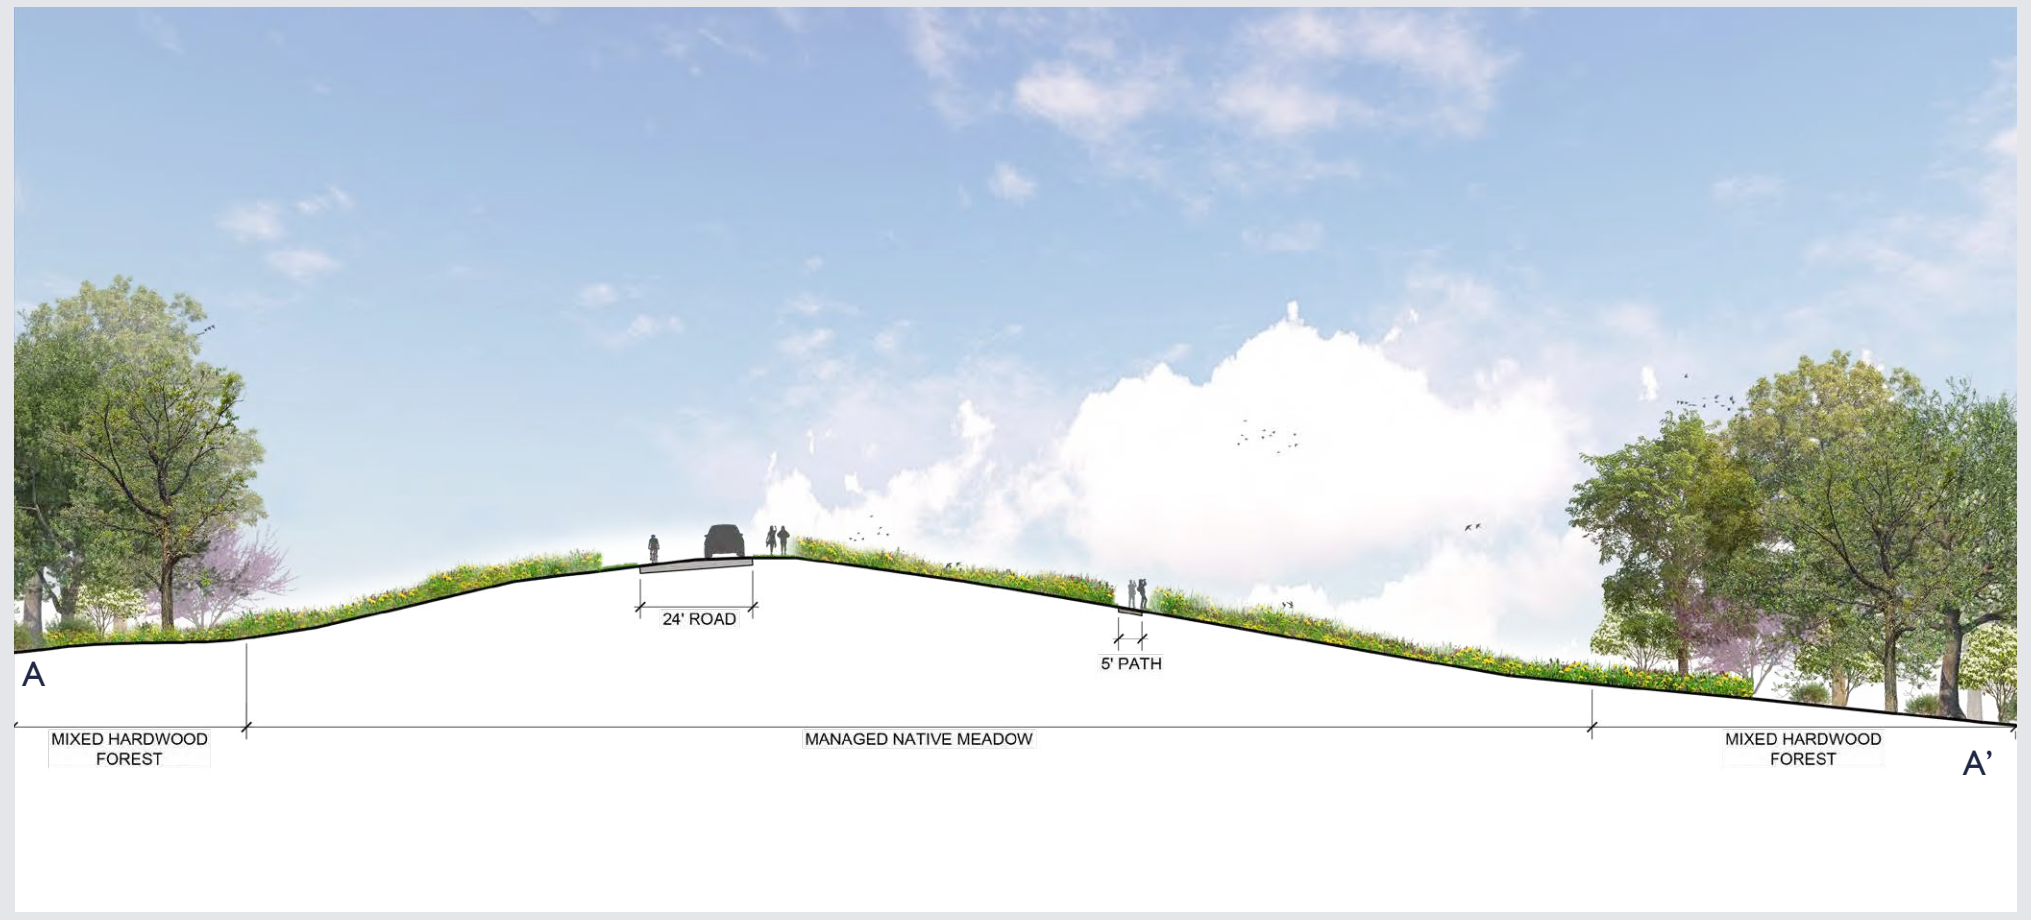 24' ROAD
5' PATH
A
MIXED HARDWOOD
FOREST
MANAGED NATIVE MEADOW
MIXED HARDWOOD
FOREST
A’